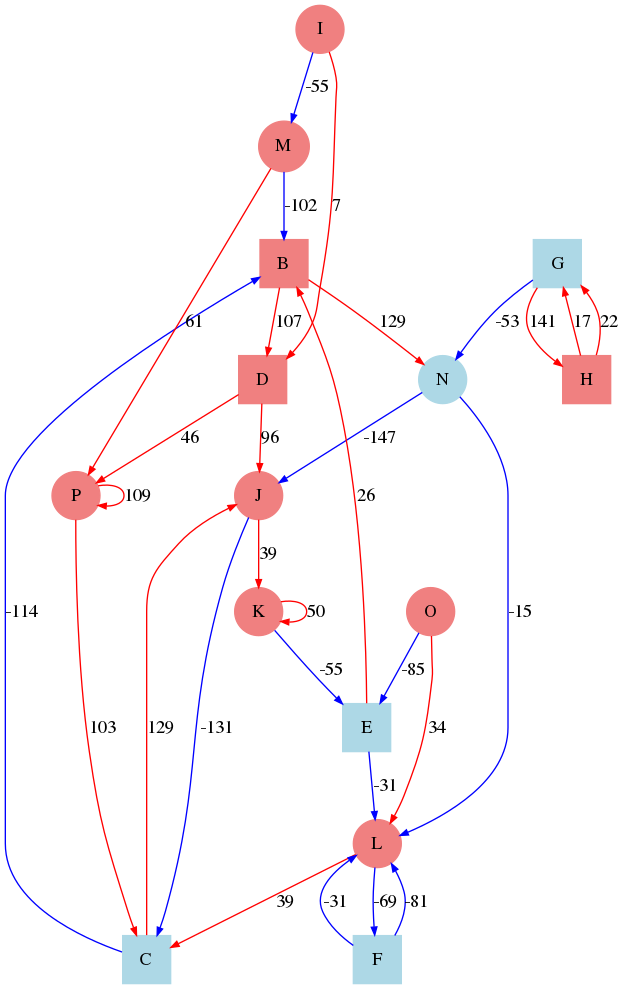 I
-55
M
-102 7
B G
61 107 129 -53 141 17 22
D N H
46 96 -147
P 109 J 26
39
K 50 O -15
-55 -85
103 129 -131 E 34
-114
-31
L
39 -31 -69 -81
C F